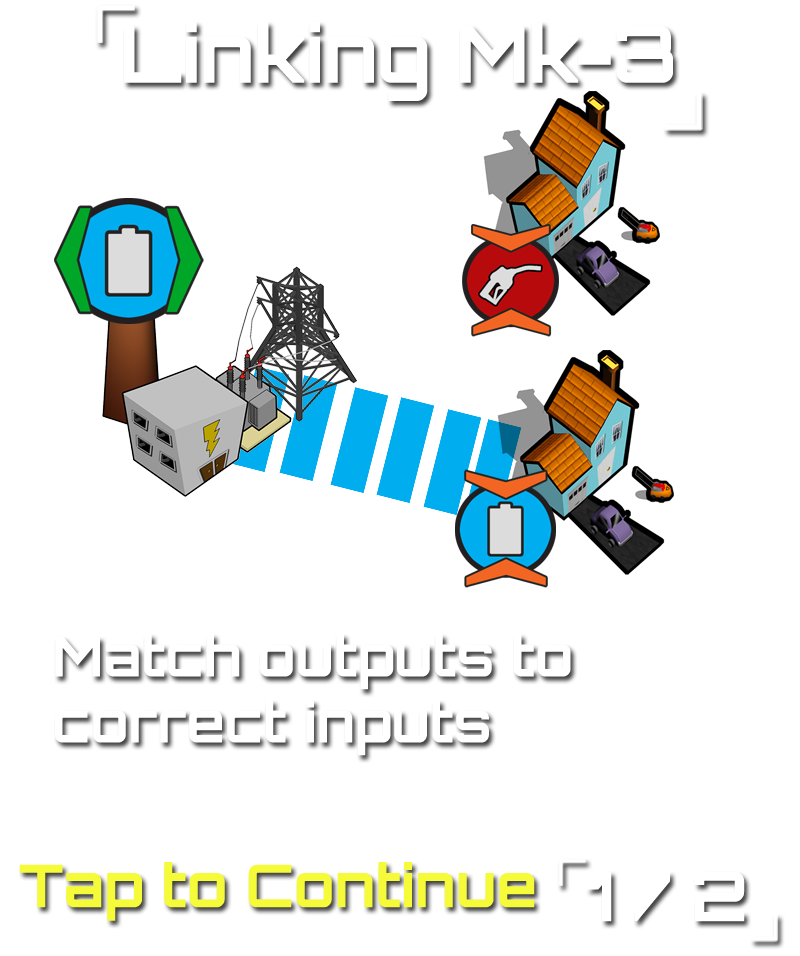 Linking Mk-3
Match outputs to
correct inputs
Tap to Continue
1/2